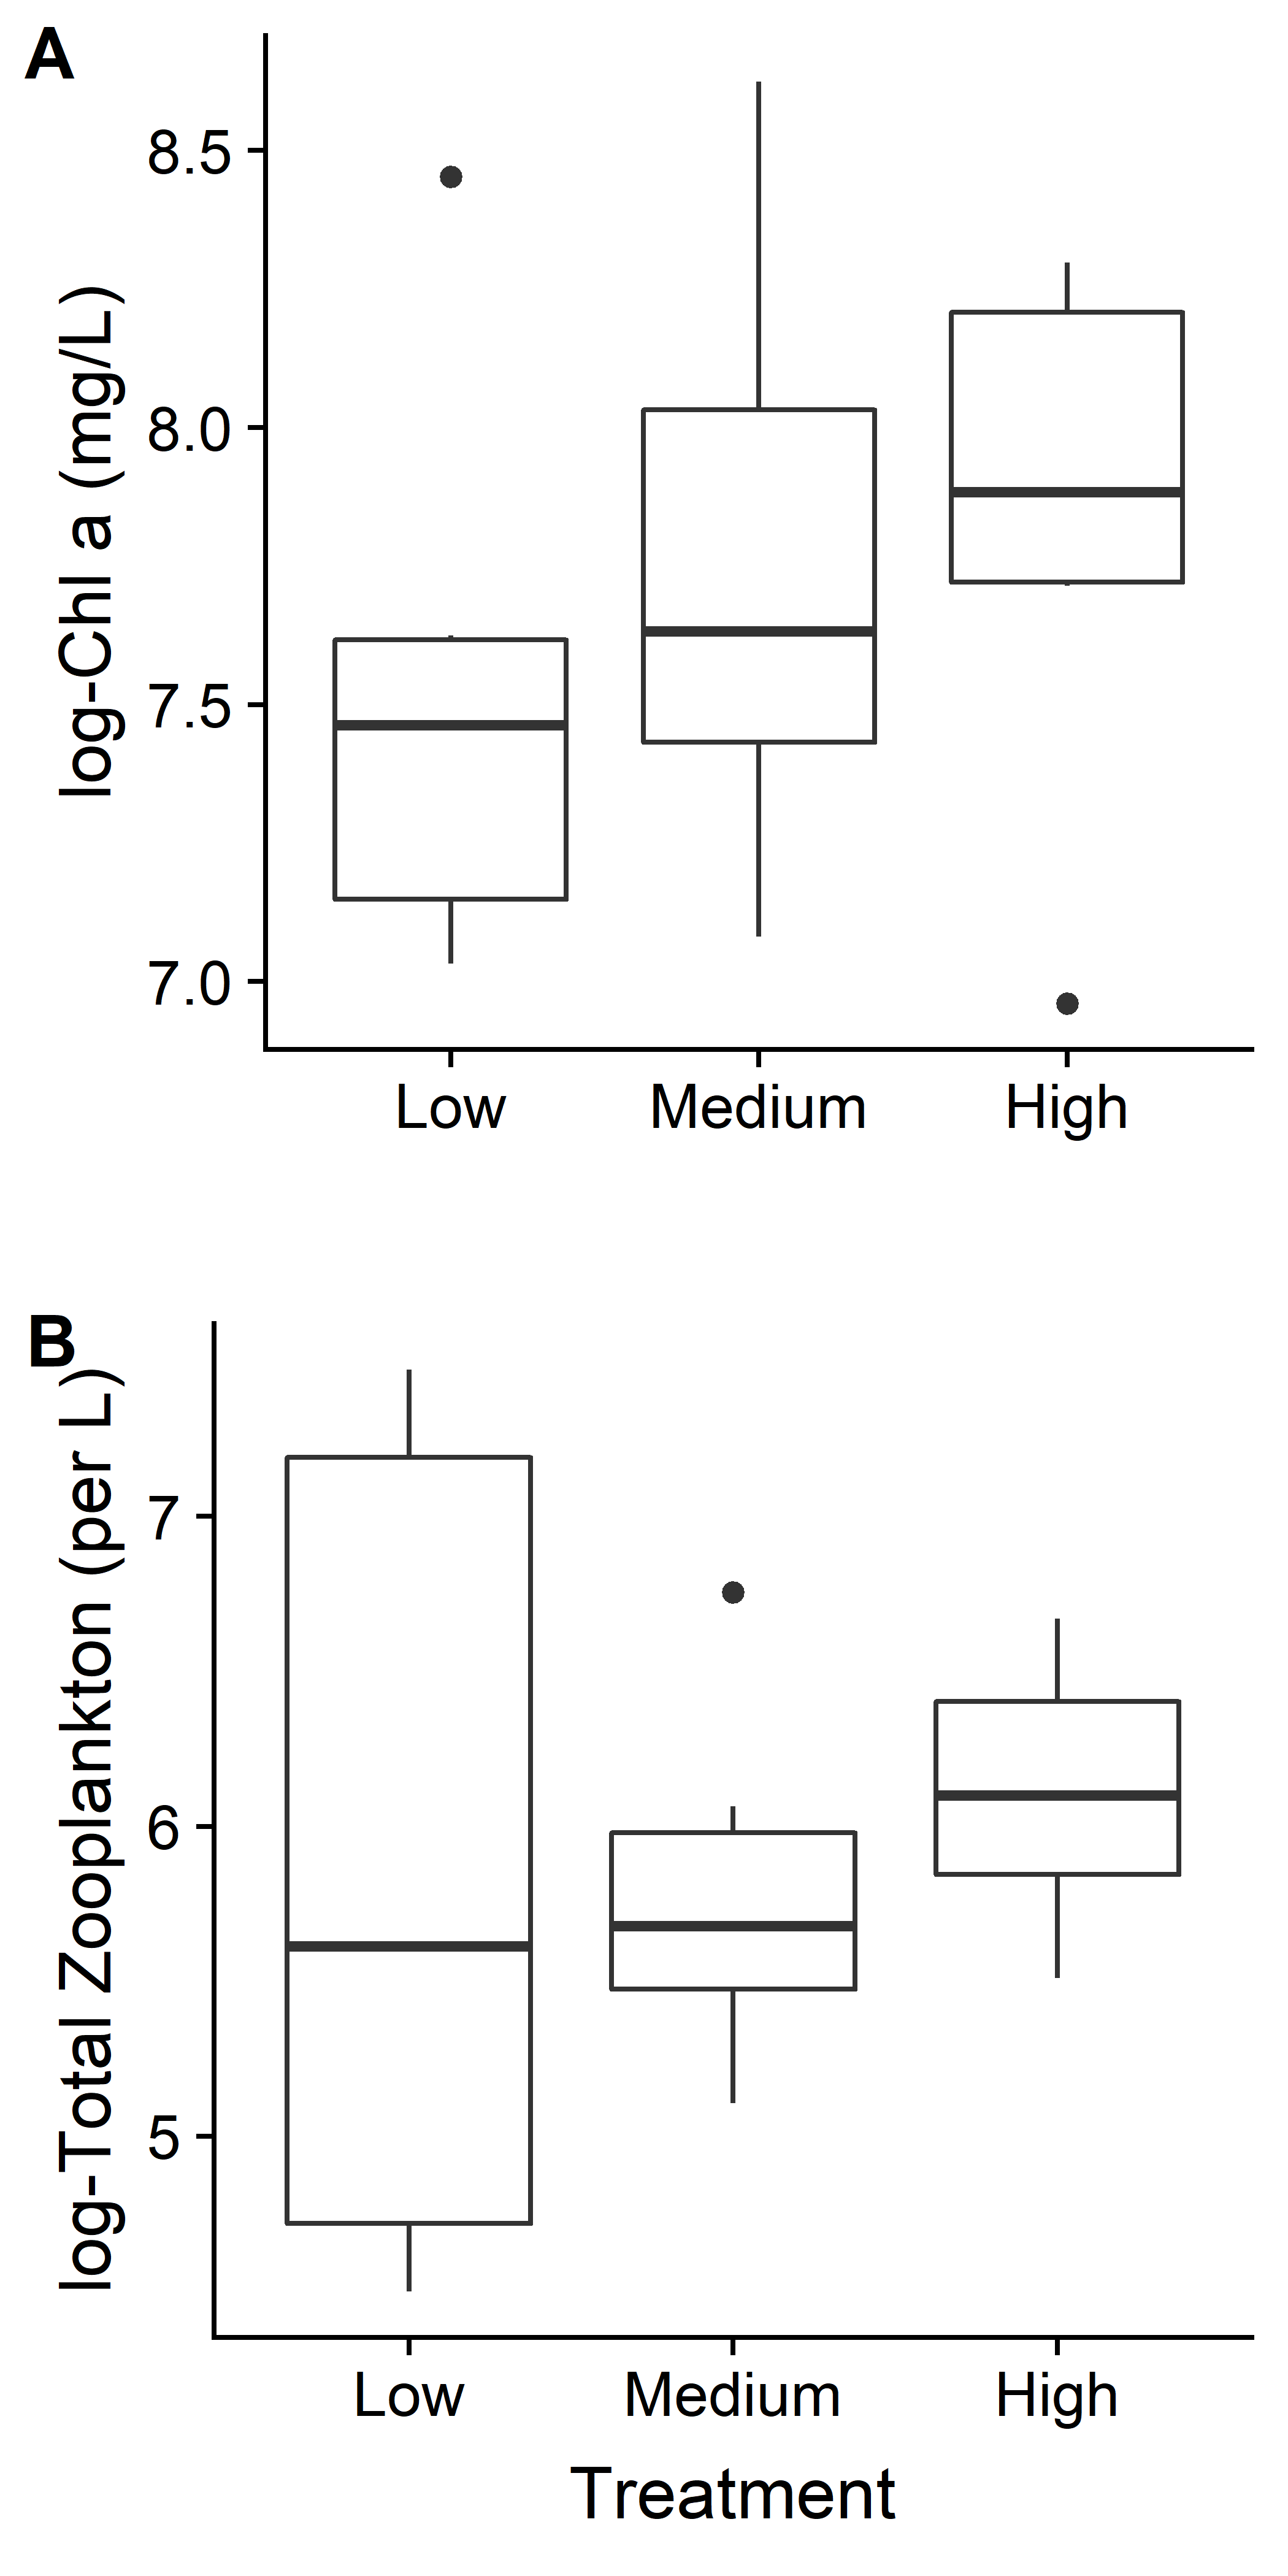 A
log-Chl a (mg/L)
8.5
8.0
7.5
7.0
Low Medium High
B
log-Total Zooplankton (per L)
7
6
5
Low Medium High
Treatment